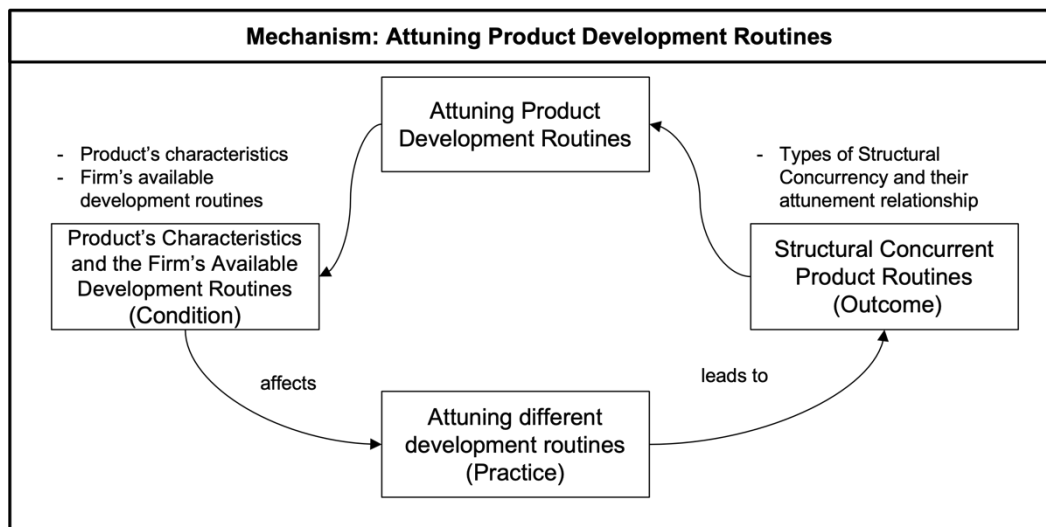 Mechanism: Attuning Product Development Routines
Attuning Product
Development Routines
- Product's characteristics
- Firm's available
development routines
- Types of Structural
Concurrency and their
attunement relationship
Product's Characteristics
and the Firm's Available
Development Routines
(Condition)
Structural Concurrent
Product Routines
(Outcome)
affects
leads to
Attuning different
development routines
(Practice)